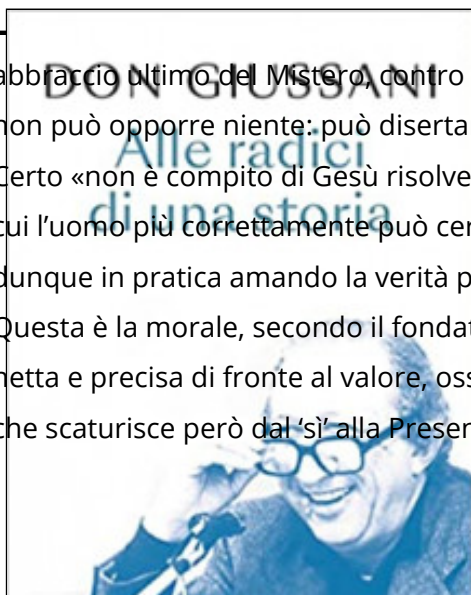 DON GIUSSANI
Alle radici
di una storia
abbraccio ultimo del Mistero, contro
non può opporre niente: può diserta
Certo «non è compito di Gesù risolve
cui l'uomo più correttamente può cer
dunque in pratica amando la verità p
Questa è la morale, secondo il fondat
netta e precisa di fronte al valore, oss
che scaturisce però dal 'sì' alla Presen